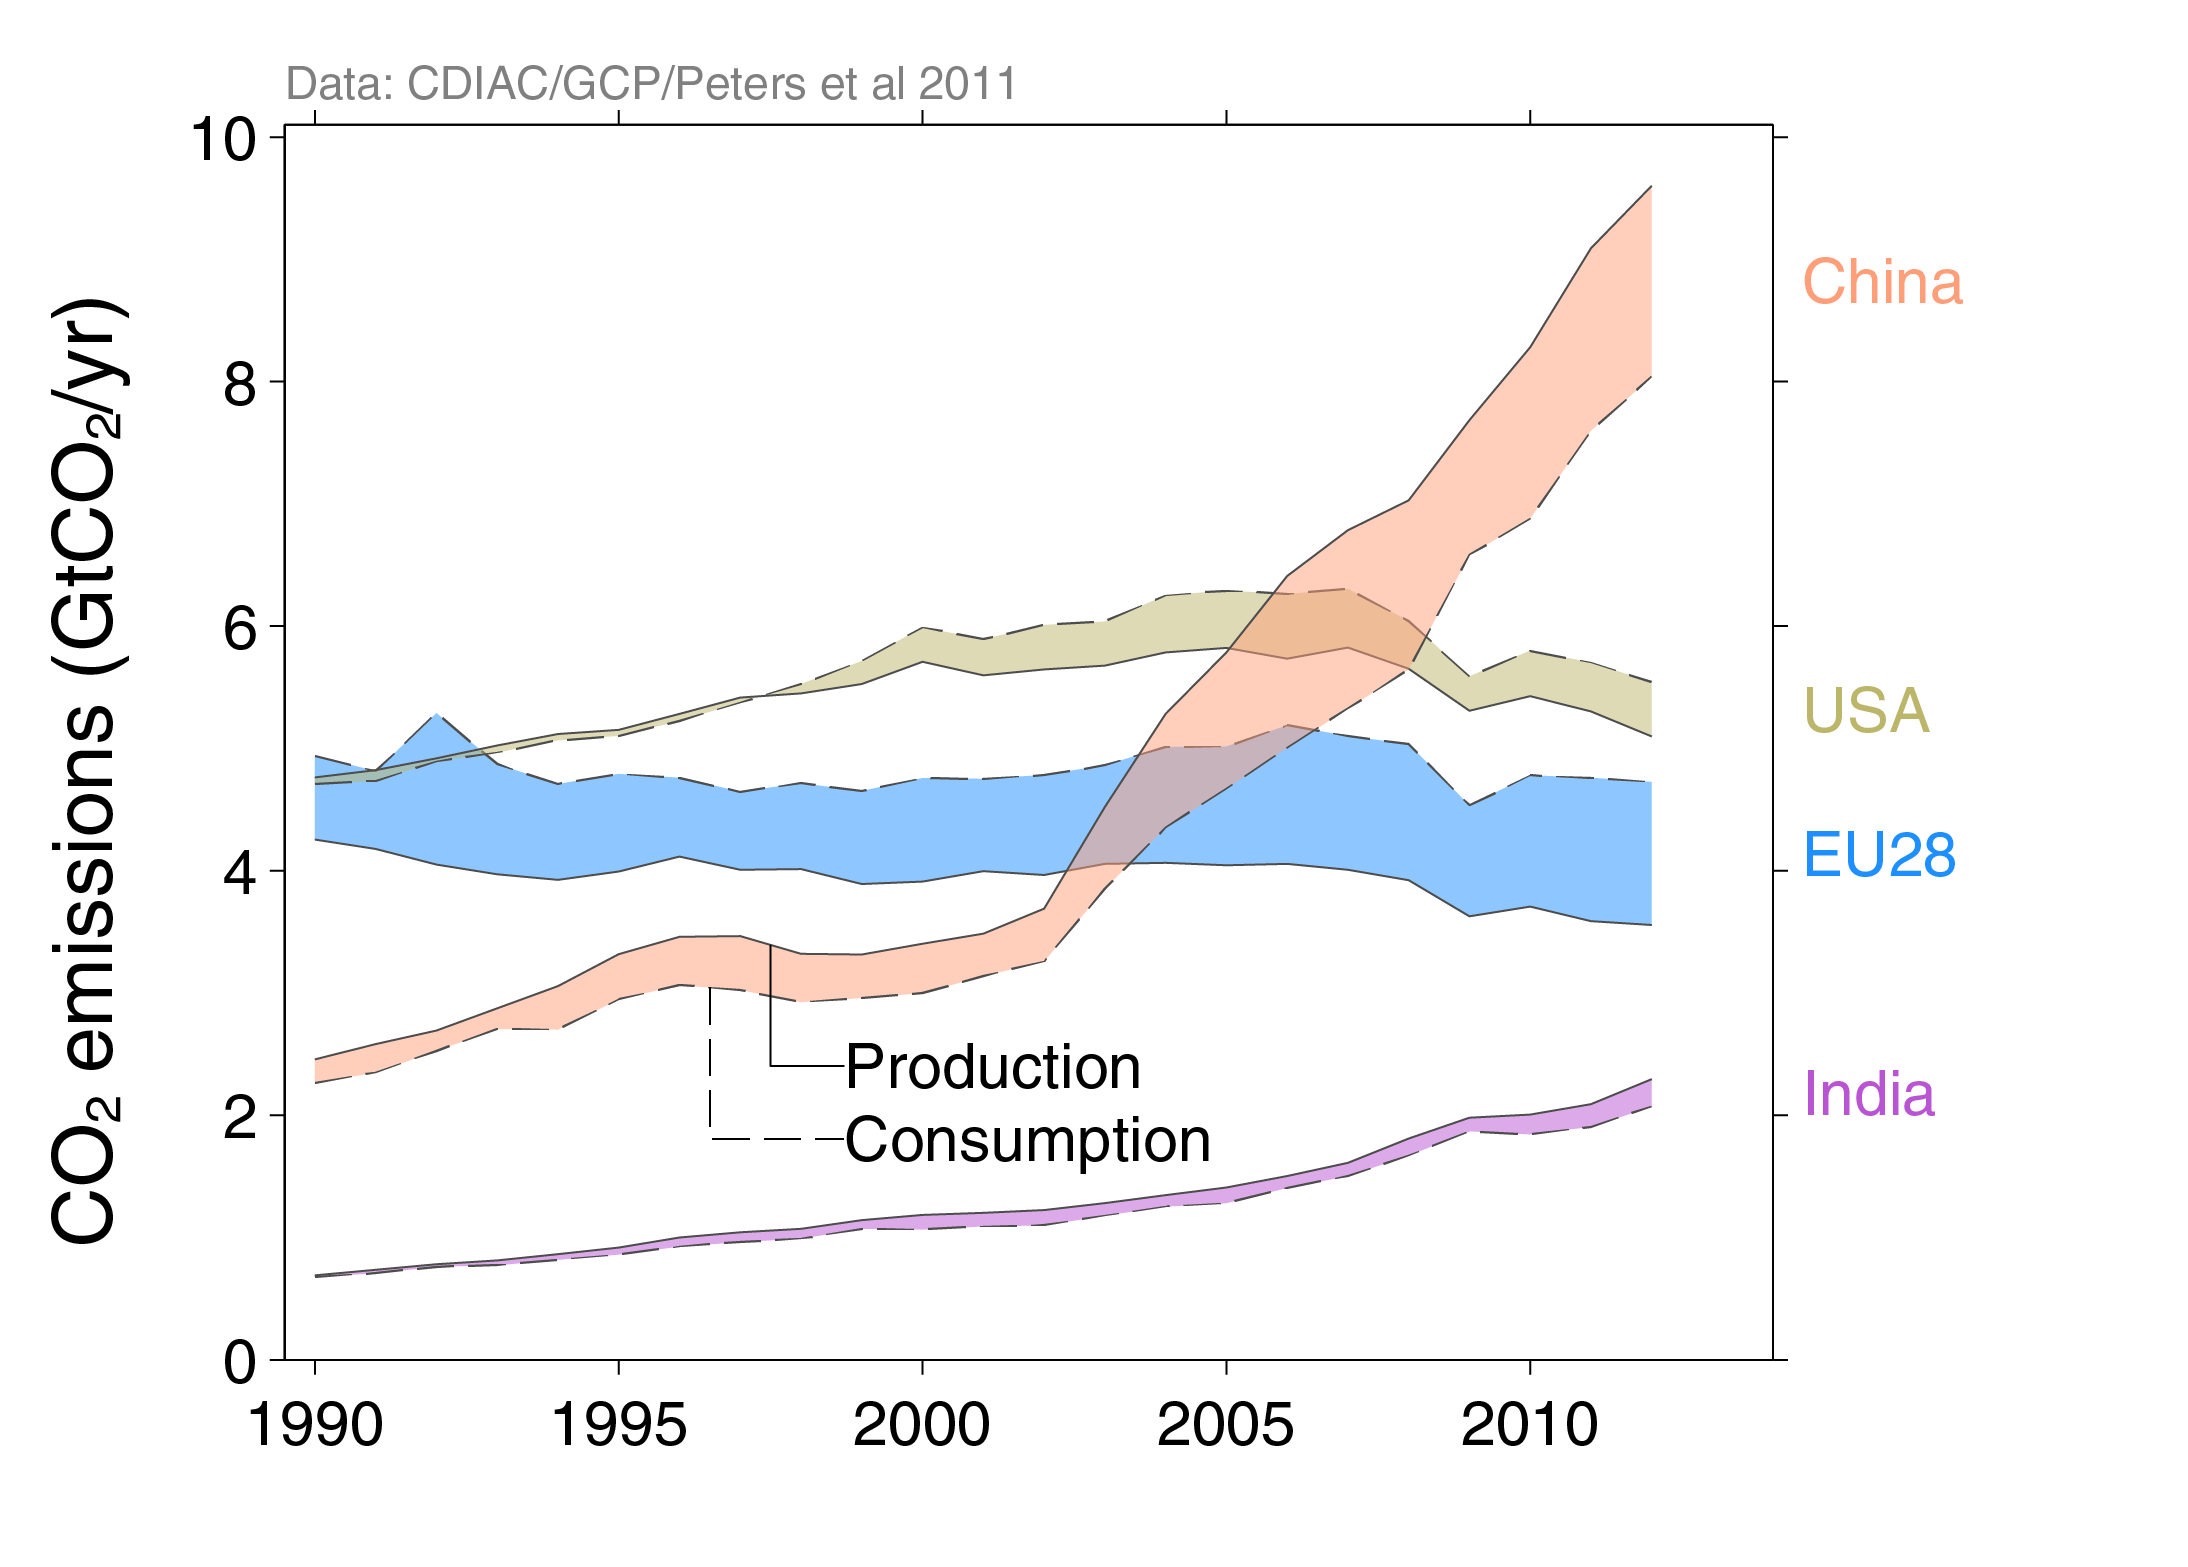 Data: CDIAC/GCP/Peters et al 2011
CO₂ emissions (GtCO₂/yr)
10
8
6
4
2
0
1990 1995 2000 2005 2010
China
USA
EU28
India
Production
Consumption